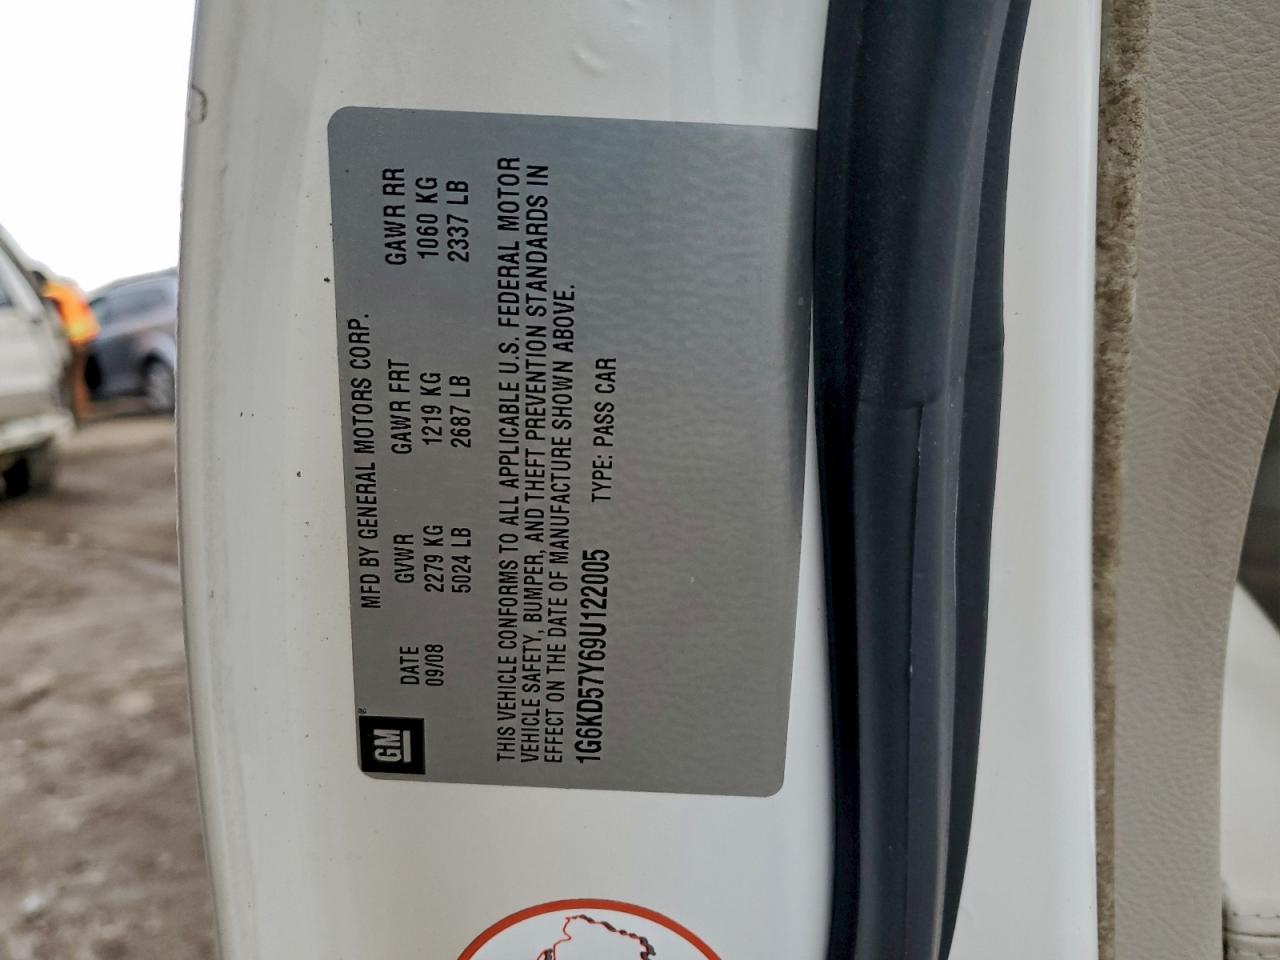 GM®
MFD BY GENERAL MOTORS CORP.
DATE GVWR GAWR FRT GAWR RR
09/08 2279 KG 1219 KG 1060 KG
5024 LB 2687 LB 2337 LB
THIS VEHICLE CONFORMS TO ALL APPLICABLE U.S. FEDERAL MOTOR
VEHICLE SAFETY, BUMPER, AND THEFT PREVENTION STANDARDS IN
EFFECT ON THE DATE OF MANUFACTURE SHOWN ABOVE.
1G6KD57Y69U122005 TYPE: PASS CAR